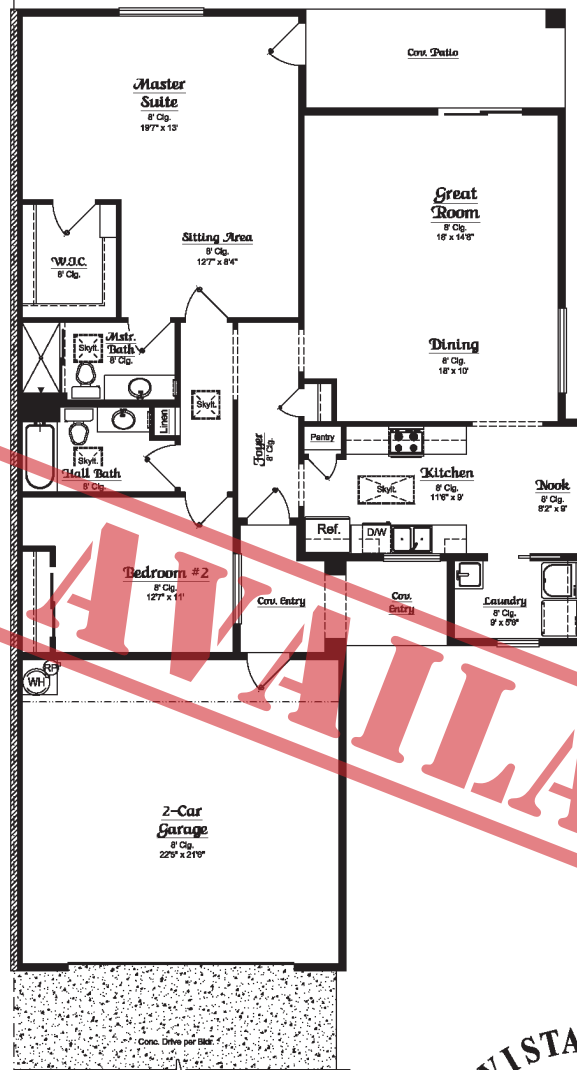 Cov. Patio
Master
Suite
8' Clg.
19'7" x 13'
Great
Room
8' Clg.
18' x 14'8"
Sitting Area
8' Clg.
12'7" x 8'4"
W.I.C.
8' Clg.
Mstr.
Bath
8' Clg.
Skylt.
Skylt.
Dining
8' Clg.
18' x 10'
Linen
Foyer
8' Clg.
Pantry
Skylt.
Hall Bath
8' Clg.
Kitchen
8' Clg.
11'6" x 9'
Skylt.
Nook
8' Clg.
8'2" x 9'
Ref.
D/W
Bedroom #2
8' Clg.
12'7" x 11'
Cov. Entry
Cov.
Entry
Laundry
8' Clg.
9' x 5'6"
WH
RP
AVAILA
2-Car
Garage
8' Clg.
22'5" x 21'6"
Conc. Drive per Bldr.
VISTA